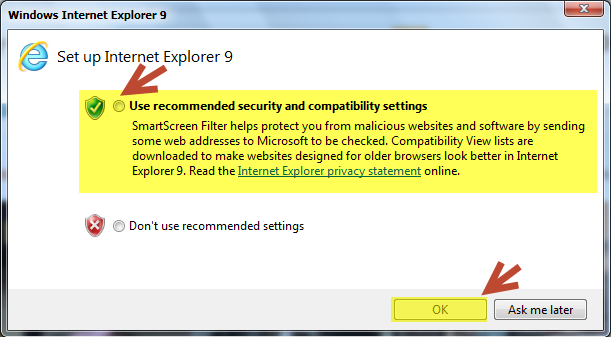 Windows Internet Explorer 9
Set up Internet Explorer 9
Use recommended security and compatibility settings
SmartScreen Filter helps protect you from malicious websites and software by sending
some web addresses to Microsoft to be checked. Compatibility View lists are
downloaded to make websites designed for older browsers look better in Internet
Explorer 9. Read the Internet Explorer privacy statement online.
Don't use recommended settings
OK
Ask me later